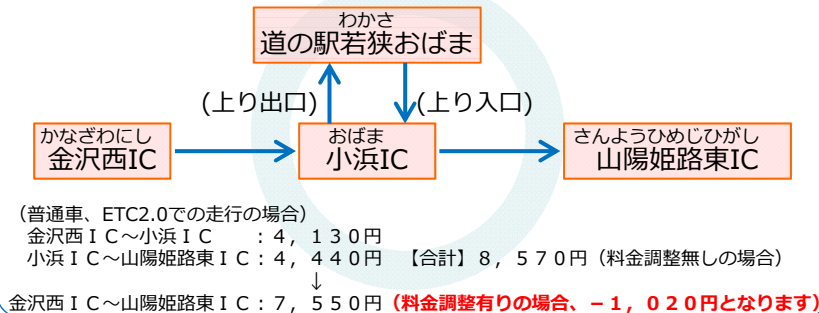 わかさ
道の駅若狭おばま
(上り出口)
(上り入口)
かなざわにし
金沢西IC
おばま
小浜IC
さんようひめじひがし
山陽姫路東IC
（普通車、ETC2.0での走行の場合）
金沢西ＩＣ～小浜ＩＣ　　：４，１３０円
小浜ＩＣ～山陽姫路東ＩＣ：４，４４０円　【合計】８，５７０円（料金調整無しの場合）
↓
金沢西ＩＣ～山陽姫路東ＩＣ：７，５５０円（料金調整有りの場合、－１，０２０円となります）